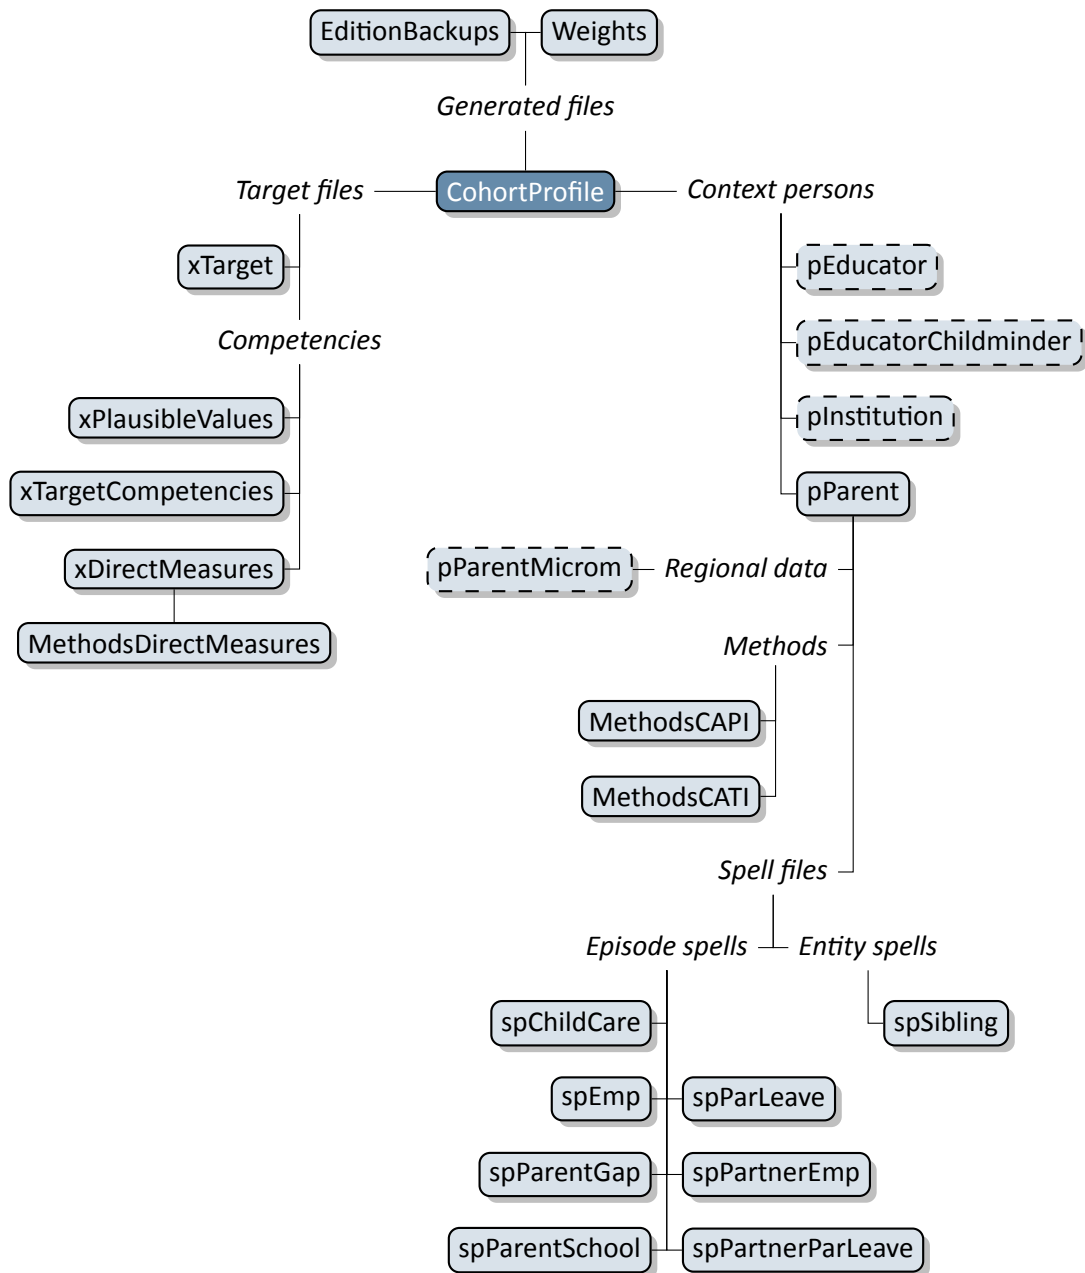 EditionBackups
Weights
Generated files
Target files
CohortProfile
Context persons
xTarget
pEducator
Competencies
pEducatorChildminder
xPlausibleValues
pInstitution
xTargetCompetencies
pParent
xDirectMeasures
pParentMicrom
Regional data
MethodsDirectMeasures
Methods
MethodsCAPI
MethodsCATI
Spell files
Episode spells
Entity spells
spChildCare
spSibling
spEmp
spParLeave
spParentGap
spPartnerEmp
spParentSchool
spPartnerParLeave